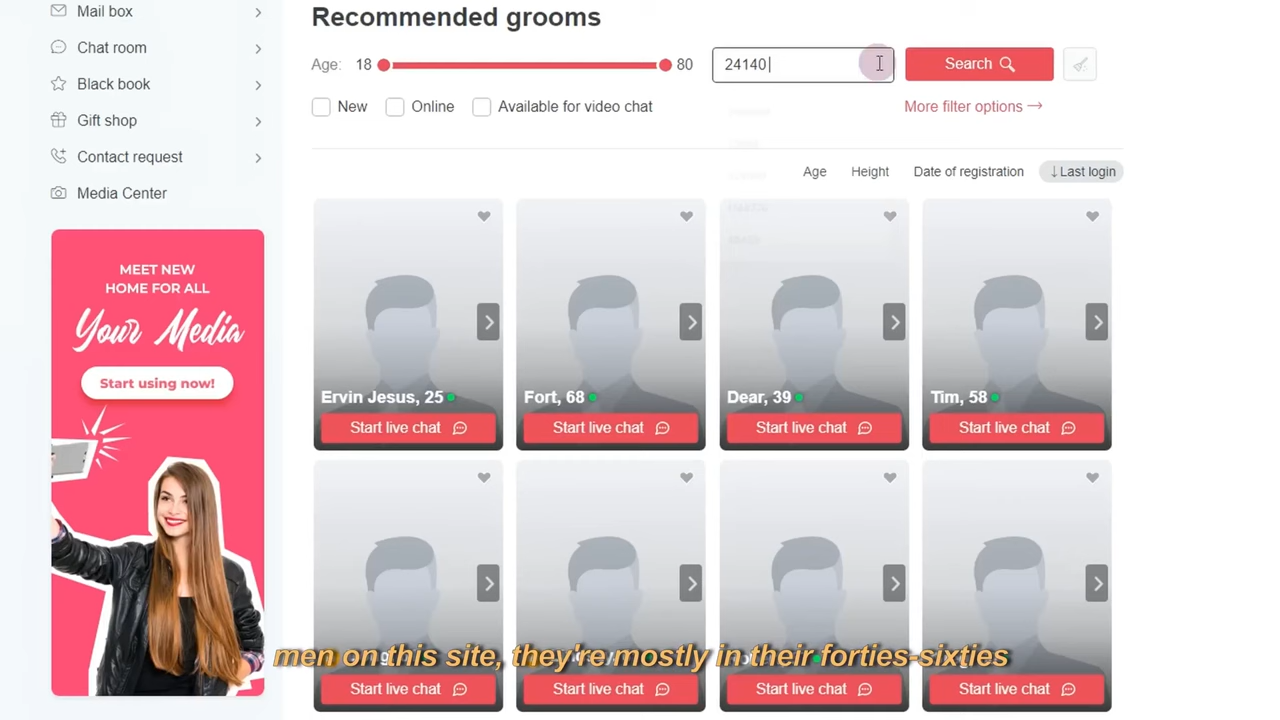 Mail box
Chat room
Black book
Gift shop
Contact request
Media Center
MEET NEW
HOME FOR ALL
Your Media
Start using now!
Recommended grooms
Age: 18 80 24140 Search
New Online Available for video chat More filter options
Age Height Date of registration ↓Last login
Ervin Jesus, 25 Fort, 68 Dear, 39 Tim, 58
Start live chat Start live chat Start live chat Start live chat
men on this site, they're mostly in their forties-sixties
Start live chat Start live chat Start live chat Start live chat